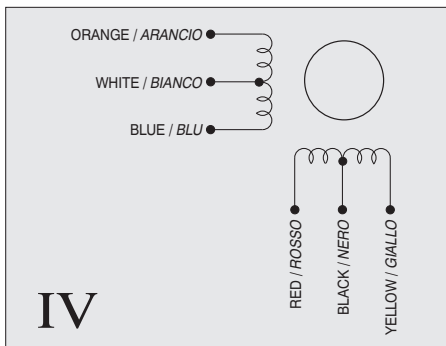 ORANGE / ARANCIO
WHITE / BIANCO
BLUE / BLU
RED / ROSSO
BLACK / NERO
YELLOW / GIALLO
IV